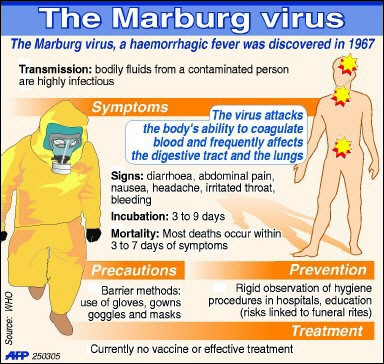 The Marburg virus
The Marburg virus, a haemorrhagic fever was discovered in 1967
Transmission: bodily fluids from a contaminated person
are highly infectious
Symptoms
The virus attacks
the body's ability to coagulate
blood and frequently affects
the digestive tract and the lungs
Signs: diarrhoea, abdominal pain,
nausea, headache, irritated throat,
bleeding
Incubation: 3 to 9 days
Mortality: Most deaths occur within
3 to 7 days of symptoms
Precautions
Barrier methods:
use of gloves, gowns
goggles and masks
Prevention
Rigid observation of hygiene
procedures in hospitals, education
(risks linked to funeral rites)
Treatment
Currently no vaccine or effective treatment
Source: WHO
AFP 250305